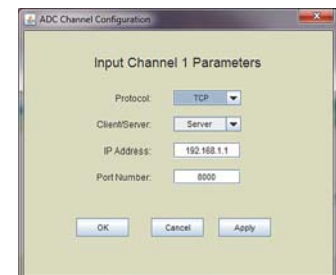 ADC Channel Configuration
Input Channel 1 Parameters
Protocol: TCP
Client/Server: Server
IP Address: 192.168.1.1
Port Number: 8000
OK Cancel Apply